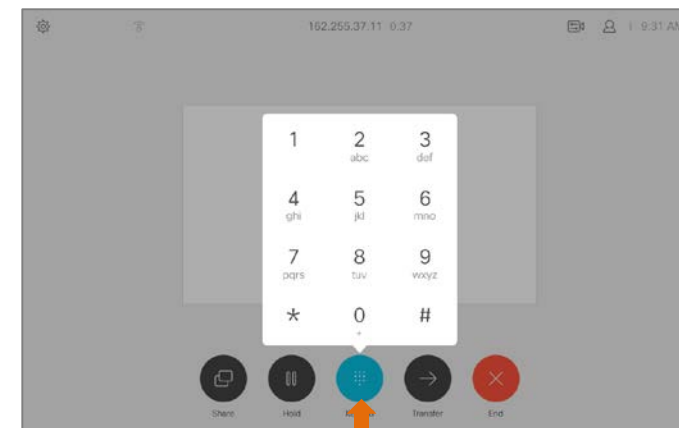 162.255.37.11 0:37
9:31 AM
1 2 3
abc def
4 5 6
ghi jkl mno
7 8 9
pqrs tuv wxyz
* 0 #
+
Share Hold Transfer End